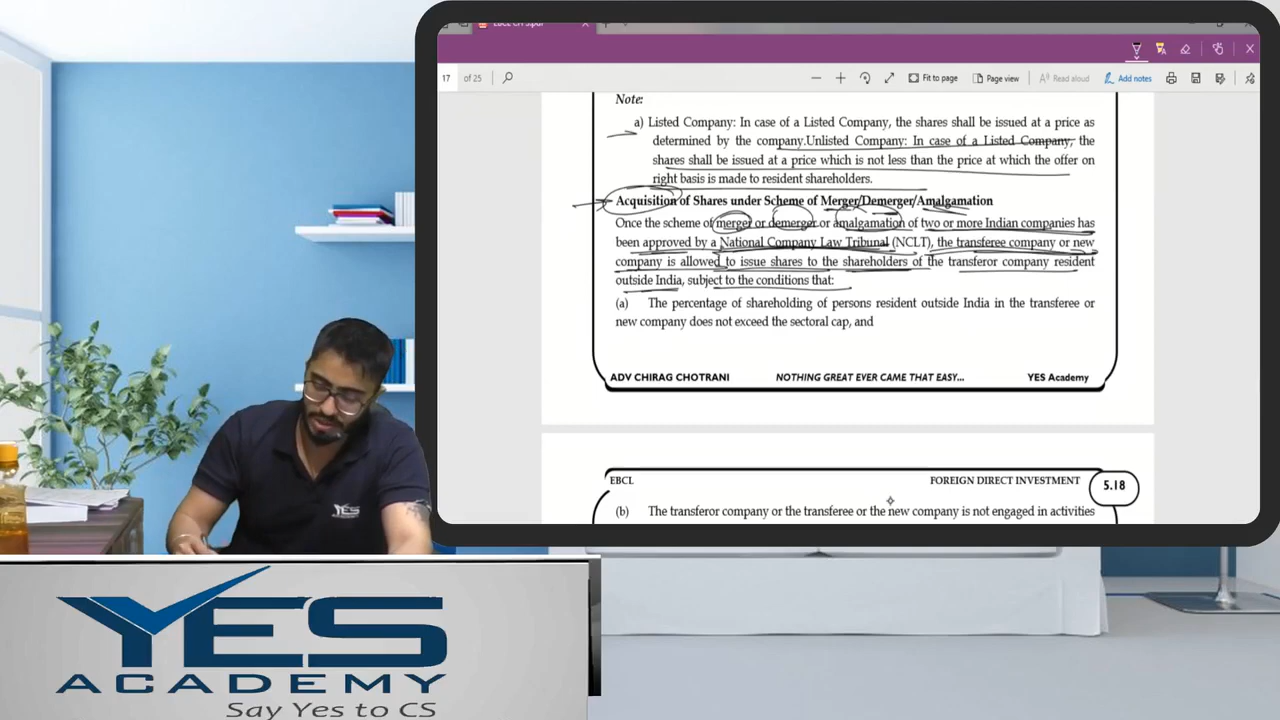 EBCL CH 5.pdf
17 of 25
Fit to page
Page view
Read aloud
Add notes
Note:
a) Listed Company: In case of a Listed Company, the shares shall be issued at a price as
determined by the company.Unlisted Company: In case of a Listed Company, the
shares shall be issued at a price which is not less than the price at which the offer on
right basis is made to resident shareholders.
Acquisition of Shares under Scheme of Merger/Demerger/Amalgamation
Once the scheme of merger or demerger or amalgamation of two or more Indian companies has
been approved by a National Company Law Tribunal (NCLT), the transferee company or new
company is allowed to issue shares to the shareholders of the transferor company resident
outside India, subject to the conditions that:
(a) The percentage of shareholding of persons resident outside India in the transferee or
new company does not exceed the sectoral cap, and
ADV CHIRAG CHOTRANI NOTHING GREAT EVER CAME THAT EASY... YES Academy
EBCL FOREIGN DIRECT INVESTMENT 5.18
(b) The transferor company or the transferee or the new company is not engaged in activities
YES
ACADEMY
YES
ACADEMY
Say Yes to CS